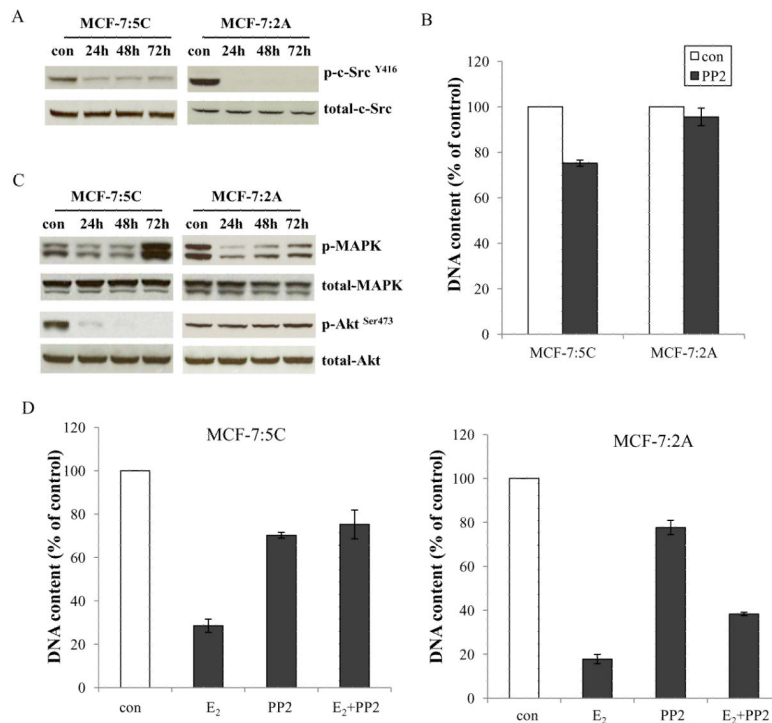 A
MCF-7:5C MCF-7:2A
con 24h 48h 72h con 24h 48h 72h
p-c-Src Y416
total-c-Src
B
con
PP2
DNA content (% of control)
120
100
80
60
40
20
0
MCF-7:5C MCF-7:2A
C
MCF-7:5C MCF-7:2A
con 24h 48h 72h con 24h 48h 72h
p-MAPK
total-MAPK
p-Akt Ser473
total-Akt
D
MCF-7:5C
DNA content (% of control)
120
100
80
60
40
20
0
con E₂ PP2 E₂+PP2
MCF-7:2A
DNA content (% of control)
120
100
80
60
40
20
0
con E₂ PP2 E₂+PP2